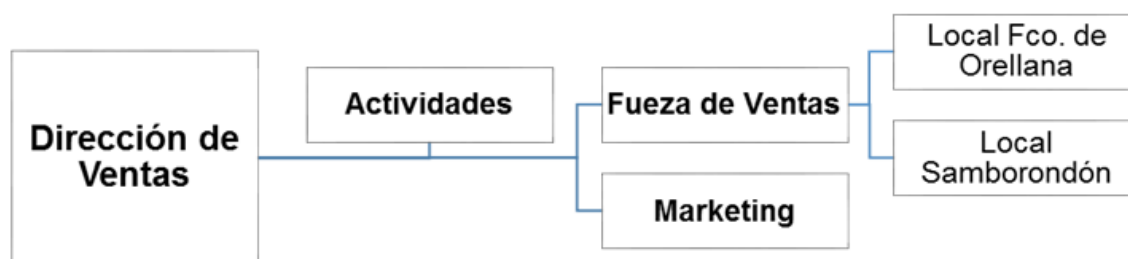 Dirección de
Ventas
Actividades
Fueza de Ventas
Marketing
Local Fco. de
Orellana
Local
Samborondón